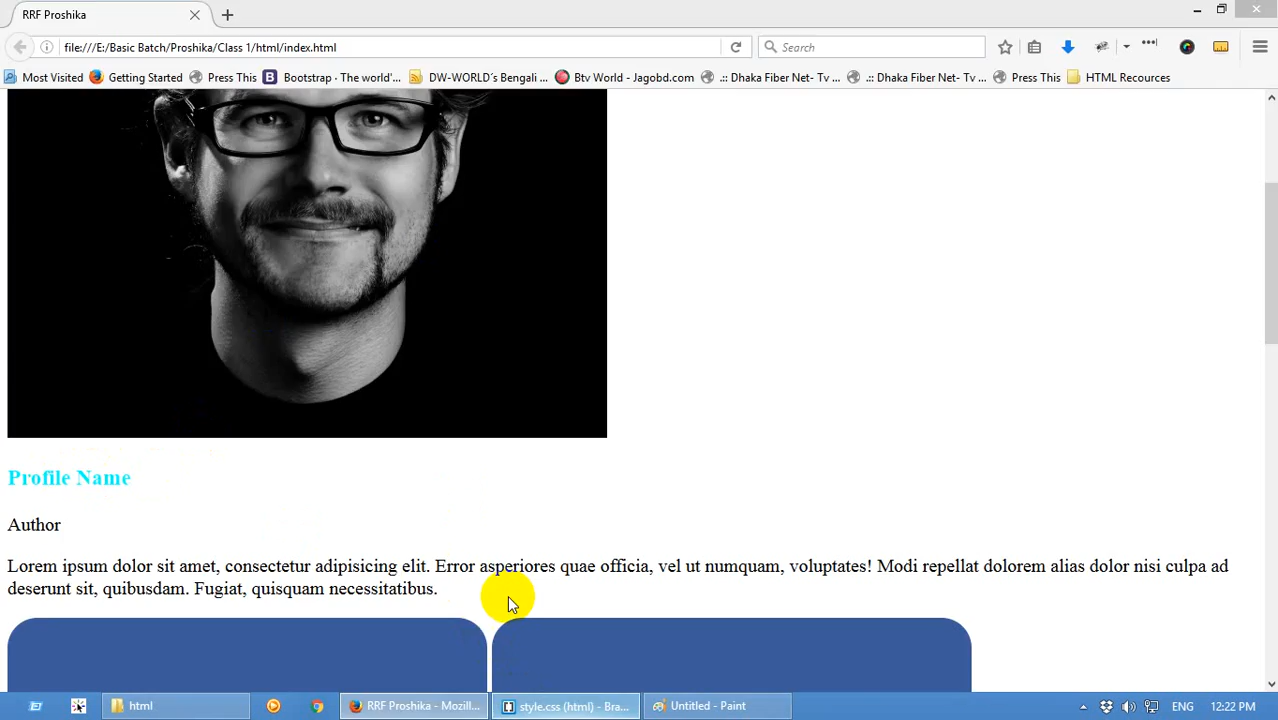 RRF Proshika
file:///E:/Basic Batch/Proshika/Class 1/html/index.html
Search
Most Visited
Getting Started
Press This
Bootstrap · The world'...
DW-WORLD´s Bengali ...
Btv World - Jagobd.com
.:: Dhaka Fiber Net- Tv ...
.:: Dhaka Fiber Net- Tv ...
Press This
HTML Recources
Profile Name
Author
Lorem ipsum dolor sit amet, consectetur adipisicing elit. Error asperiores quae officia, vel ut numquam, voluptates! Modi repellat dolorem alias dolor nisi culpa ad
deserunt sit, quibusdam. Fugiat, quisquam necessitatibus.
html
RRF Proshika - Mozill...
style.css (html) - Bra...
Untitled - Paint
ENG
12:22 PM